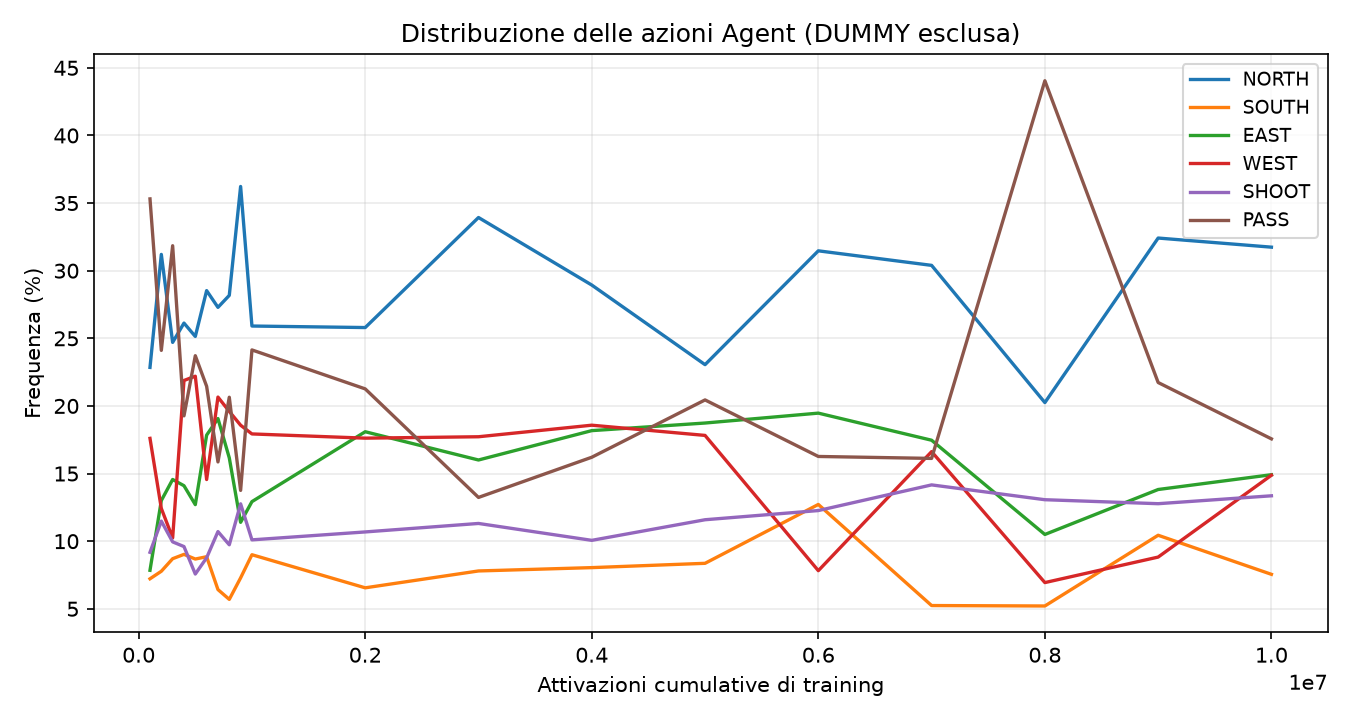 Distribuzione delle azioni Agent (DUMMY esclusa)
45
40
35
30
25
20
15
10
5
Frequenza (%)
NORTH
SOUTH
EAST
WEST
SHOOT
PASS
0.0 0.2 0.4 0.6 0.8 1.0
1e7
Attivazioni cumulative di training